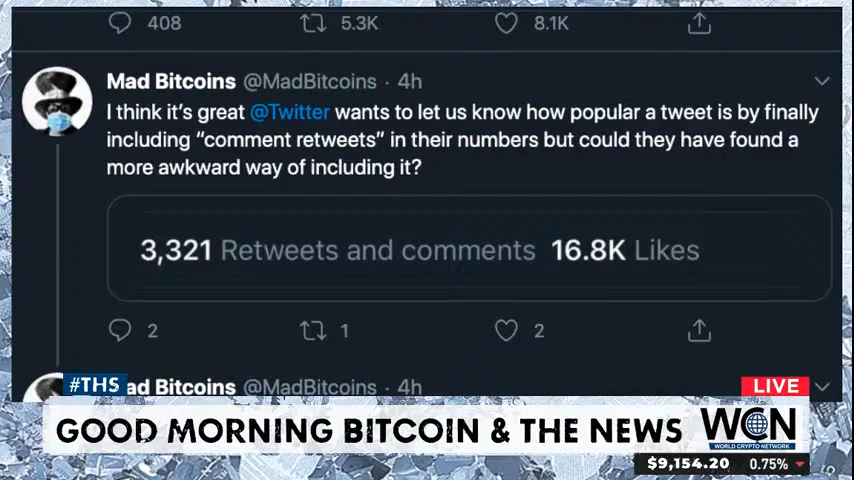 408 5.3K 8.1K
Mad Bitcoins @MadBitcoins · 4h
I think it's great @Twitter wants to let us know how popular a tweet is by finally
including “comment retweets” in their numbers but could they have found a
more awkward way of including it?
3,321 Retweets and comments 16.8K Likes
2 1 2
#THS
ad Bitcoins @MadBitcoins · 4h
LIVE
GOOD MORNING BITCOIN & THE NEWS
WCN
WORLD CRYPTO NETWORK
$9,154.20 0.75%